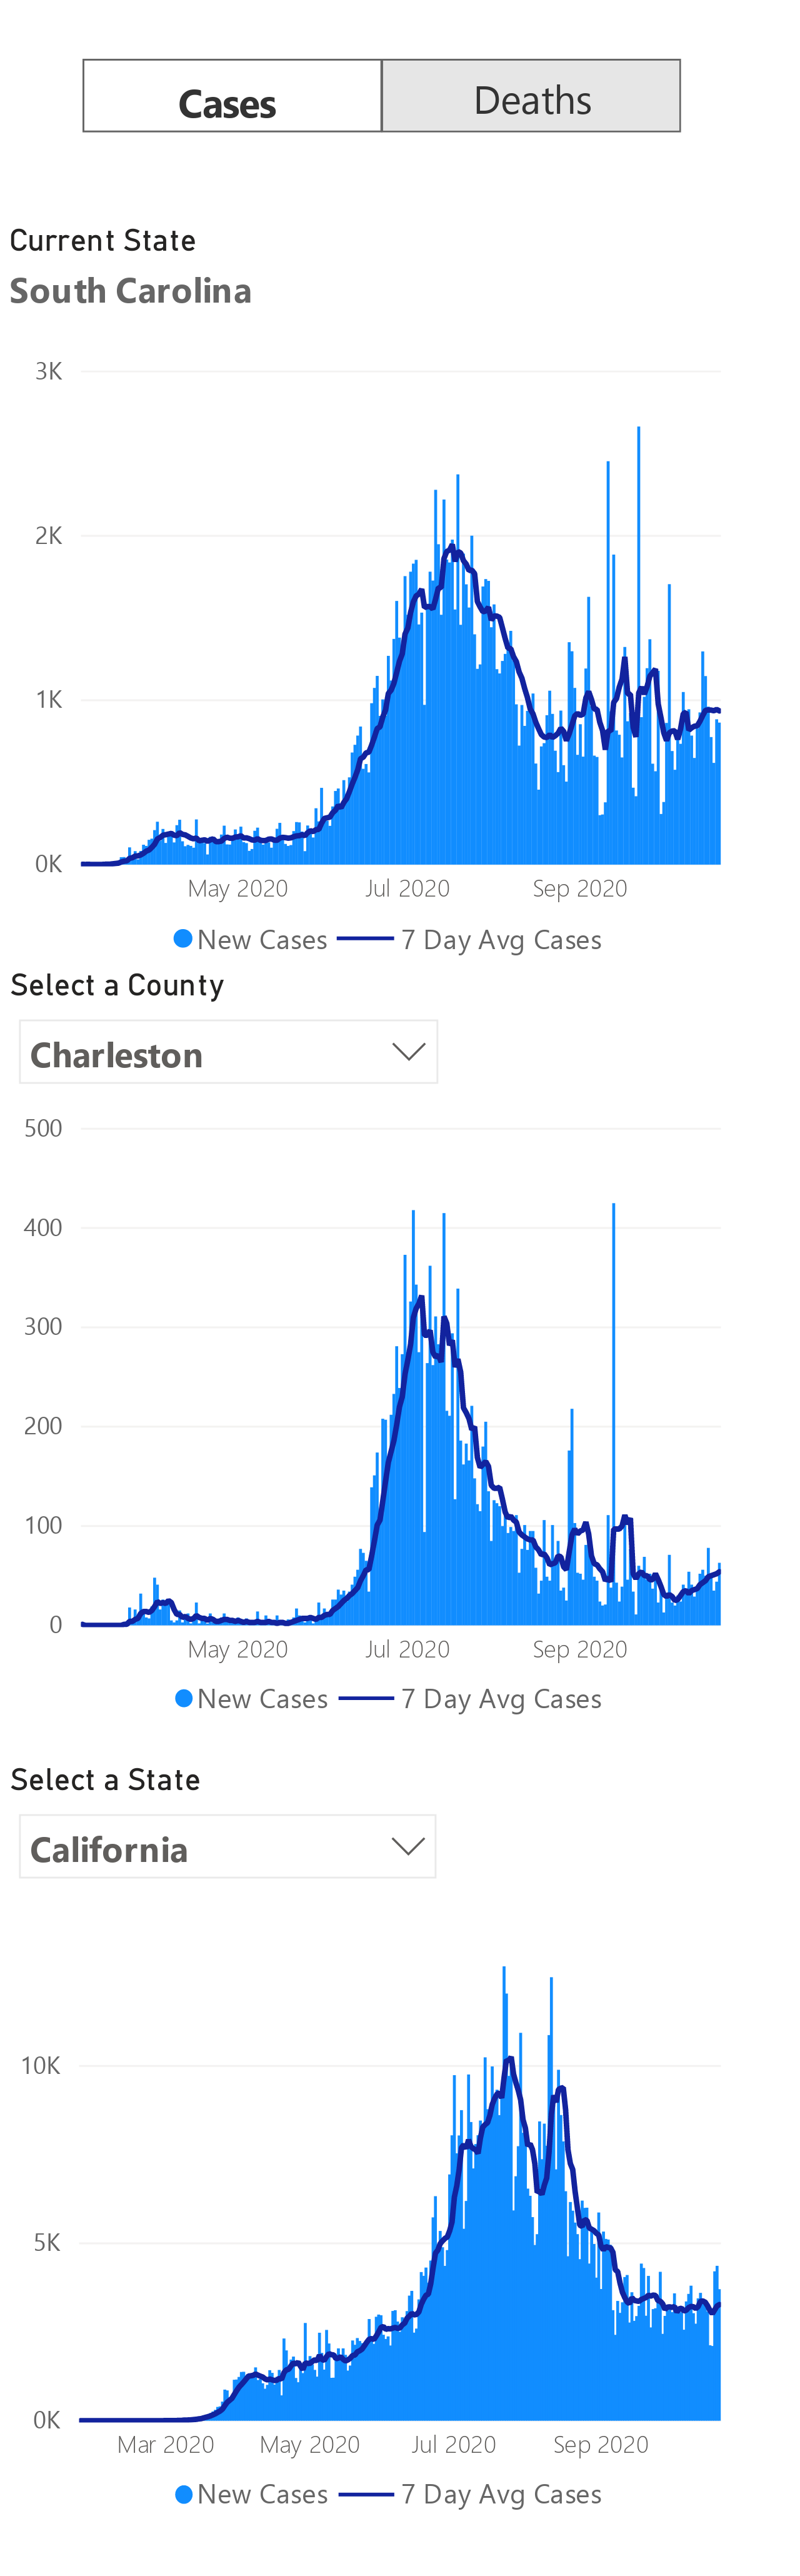 Cases Deaths
Current State
South Carolina
3K
2K
1K
0K
May 2020 Jul 2020 Sep 2020
New Cases 7 Day Avg Cases
Select a County
Charleston
500
400
300
200
100
0
May 2020 Jul 2020 Sep 2020
New Cases 7 Day Avg Cases
Select a State
California
10K
5K
0K
Mar 2020 May 2020 Jul 2020 Sep 2020
New Cases 7 Day Avg Cases